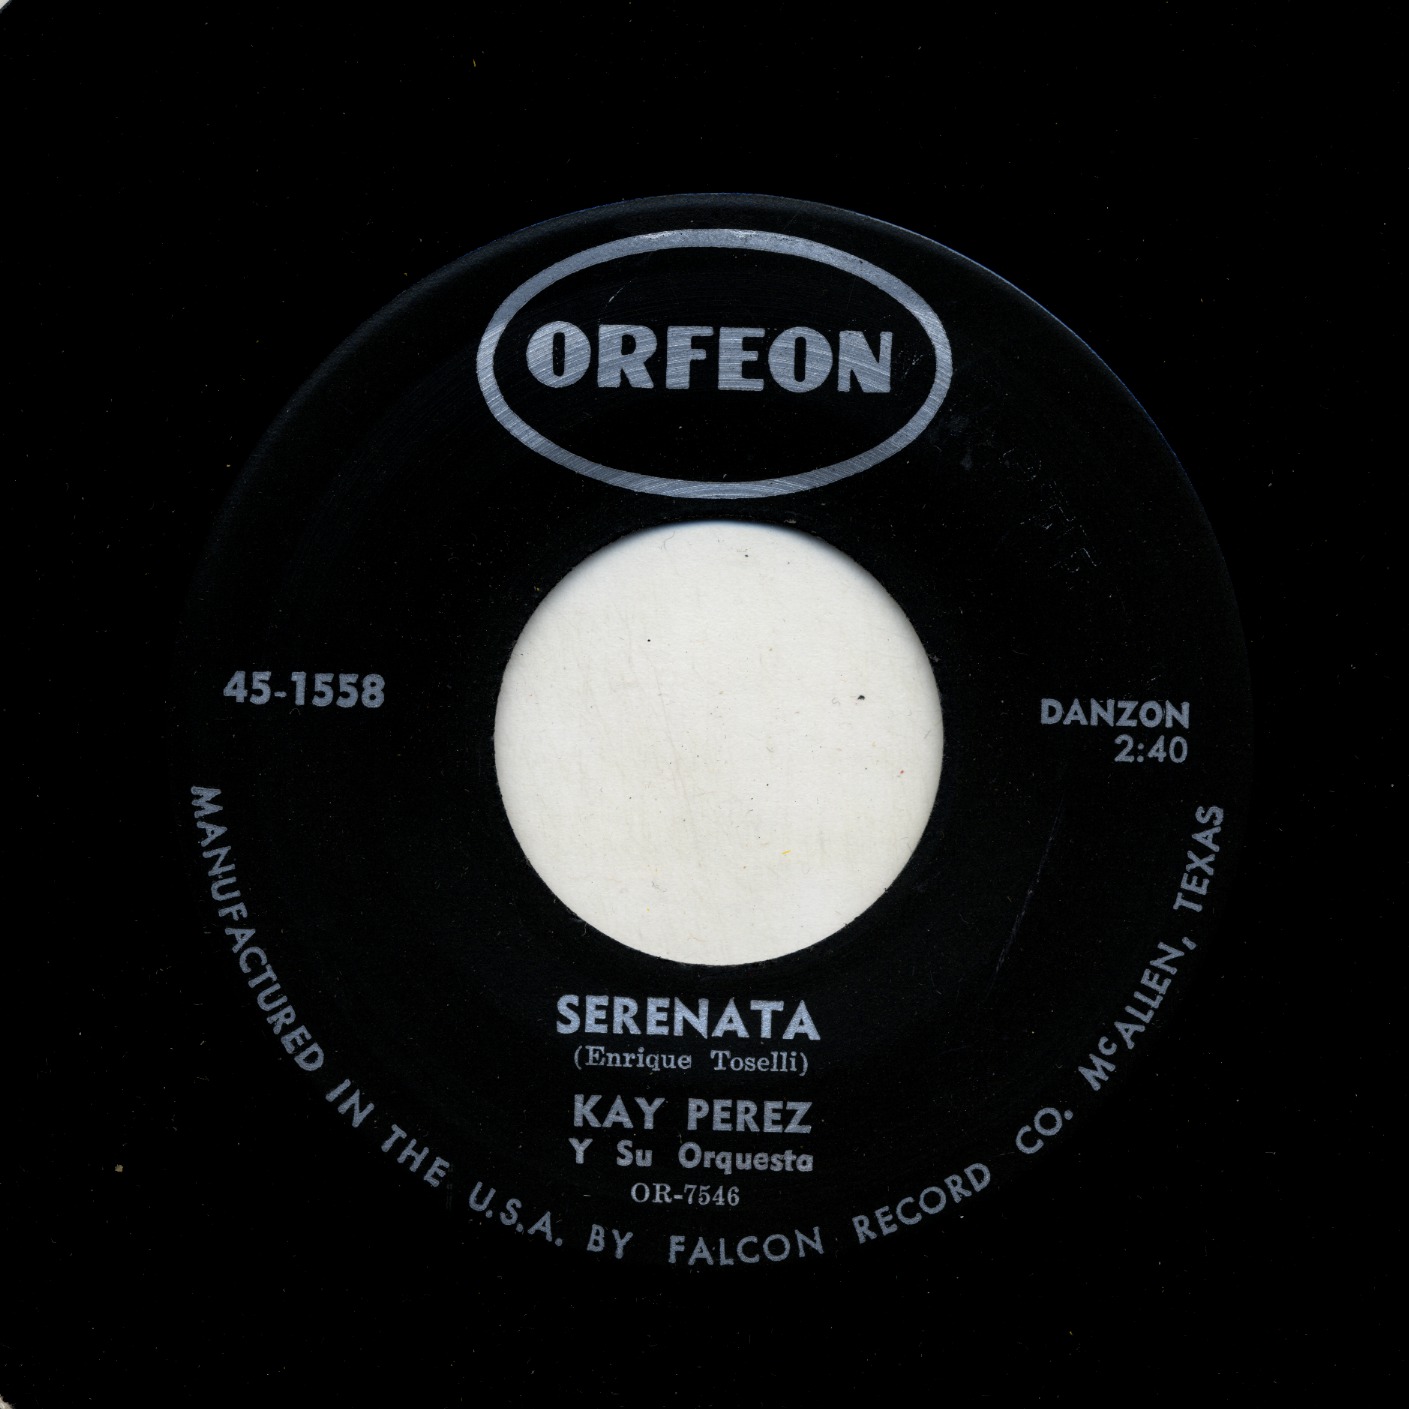 ORFEON
45-1558
DANZON
2:40
SERENATA
(Enrique Toselli)
KAY PEREZ
Y Su Orquesta
OR-7546
MANUFACTURED IN THE U.S.A. BY FALCON RECORD CO. McALLEN, TEXAS